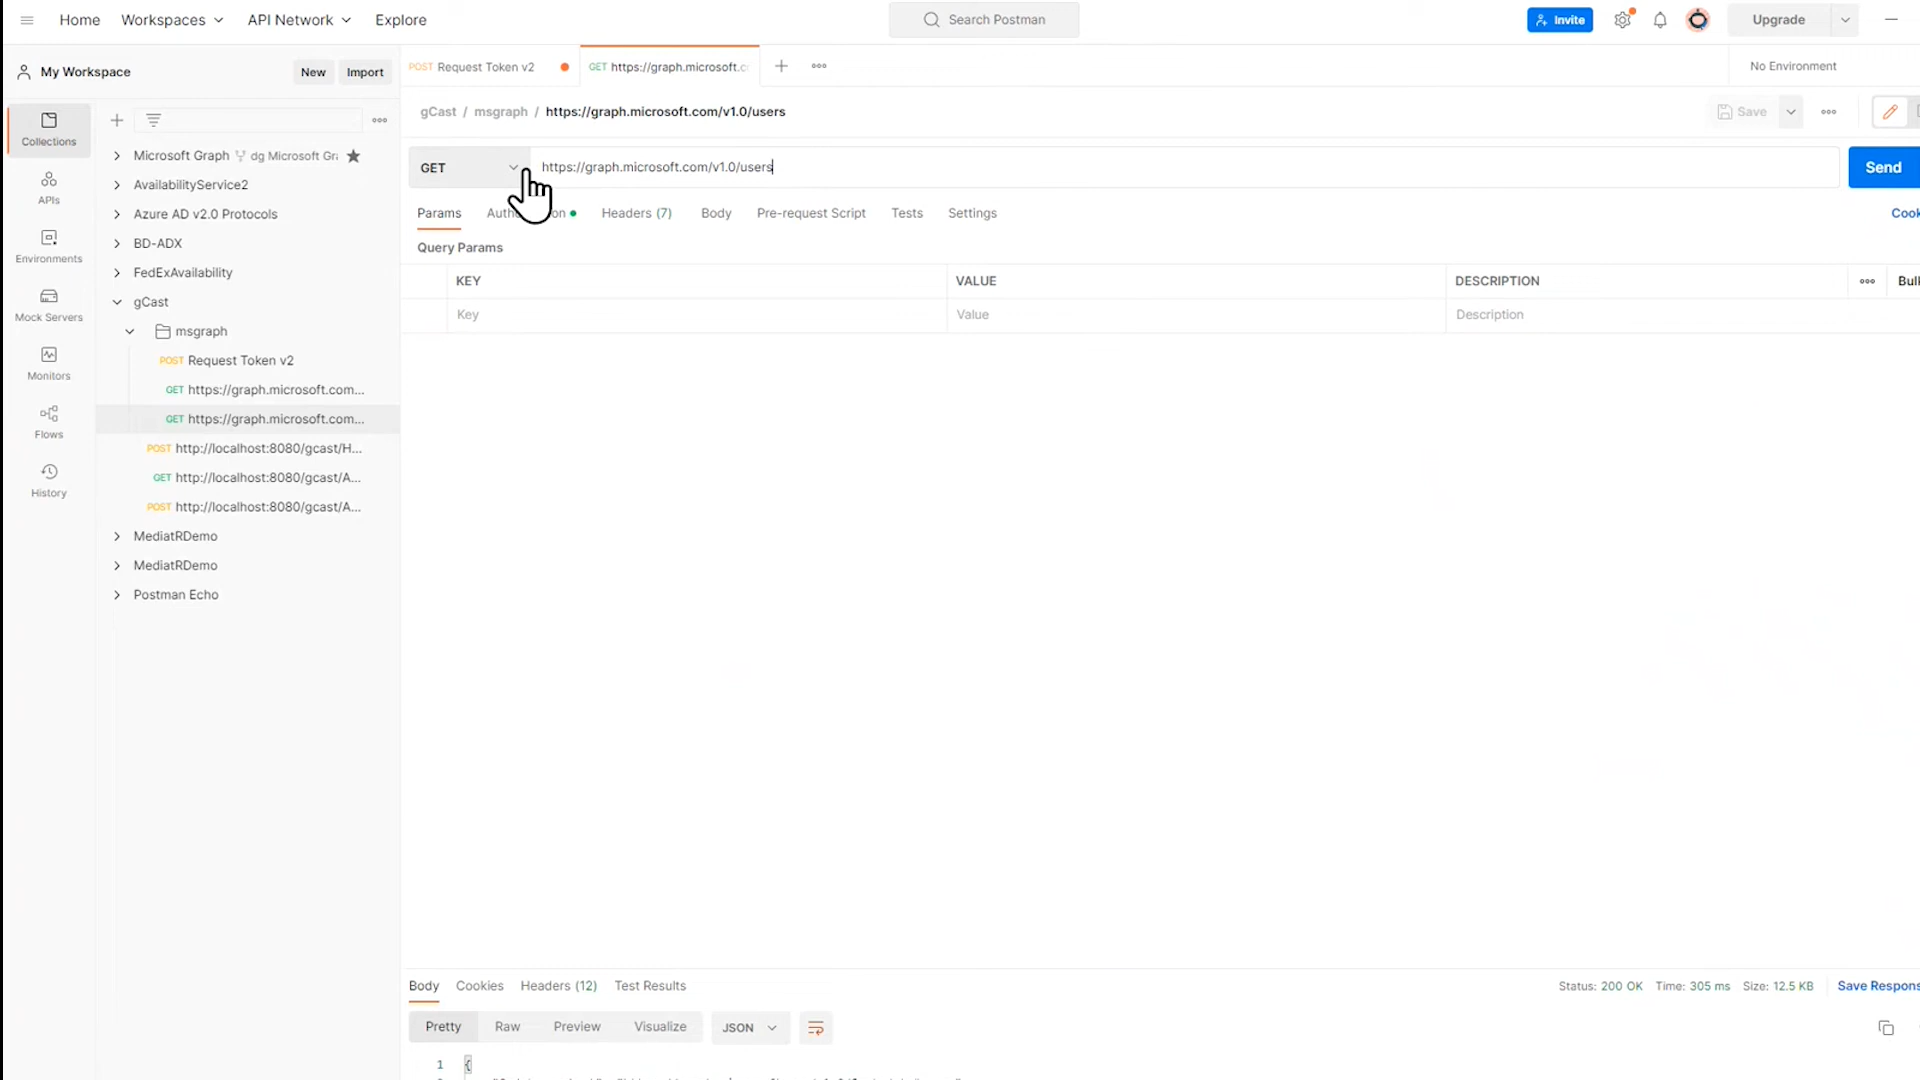 Home Workspaces API Network Explore Search Postman Invite Upgrade
My Workspace New Import POST Request Token v2 GET https://graph.microsoft.c No Environment
gCast / msgraph / https://graph.microsoft.com/v1.0/users Save
Collections
Microsoft Graph dg Microsoft Gr
GET https://graph.microsoft.com/v1.0/users Send
APIs
AvailabilityService2
Azure AD v2.0 Protocols
Params Auth on Headers (7) Body Pre-request Script Tests Settings Cook
Environments
BD-ADX
Query Params
FedExAvailability
KEY VALUE DESCRIPTION Bul
Mock Servers
gCast
Key Value Description
msgraph
Monitors
POST Request Token v2
GET https://graph.microsoft.com...
Flows
GET https://graph.microsoft.com...
POST http://localhost:8080/gcast/H...
History
GET http://localhost:8080/gcast/A...
POST http://localhost:8080/gcast/A...
MediatRDemo
MediatRDemo
Postman Echo
Body Cookies Headers (12) Test Results Status: 200 OK Time: 305 ms Size: 12.5 KB Save Respons
Pretty Raw Preview Visualize JSON
1 {